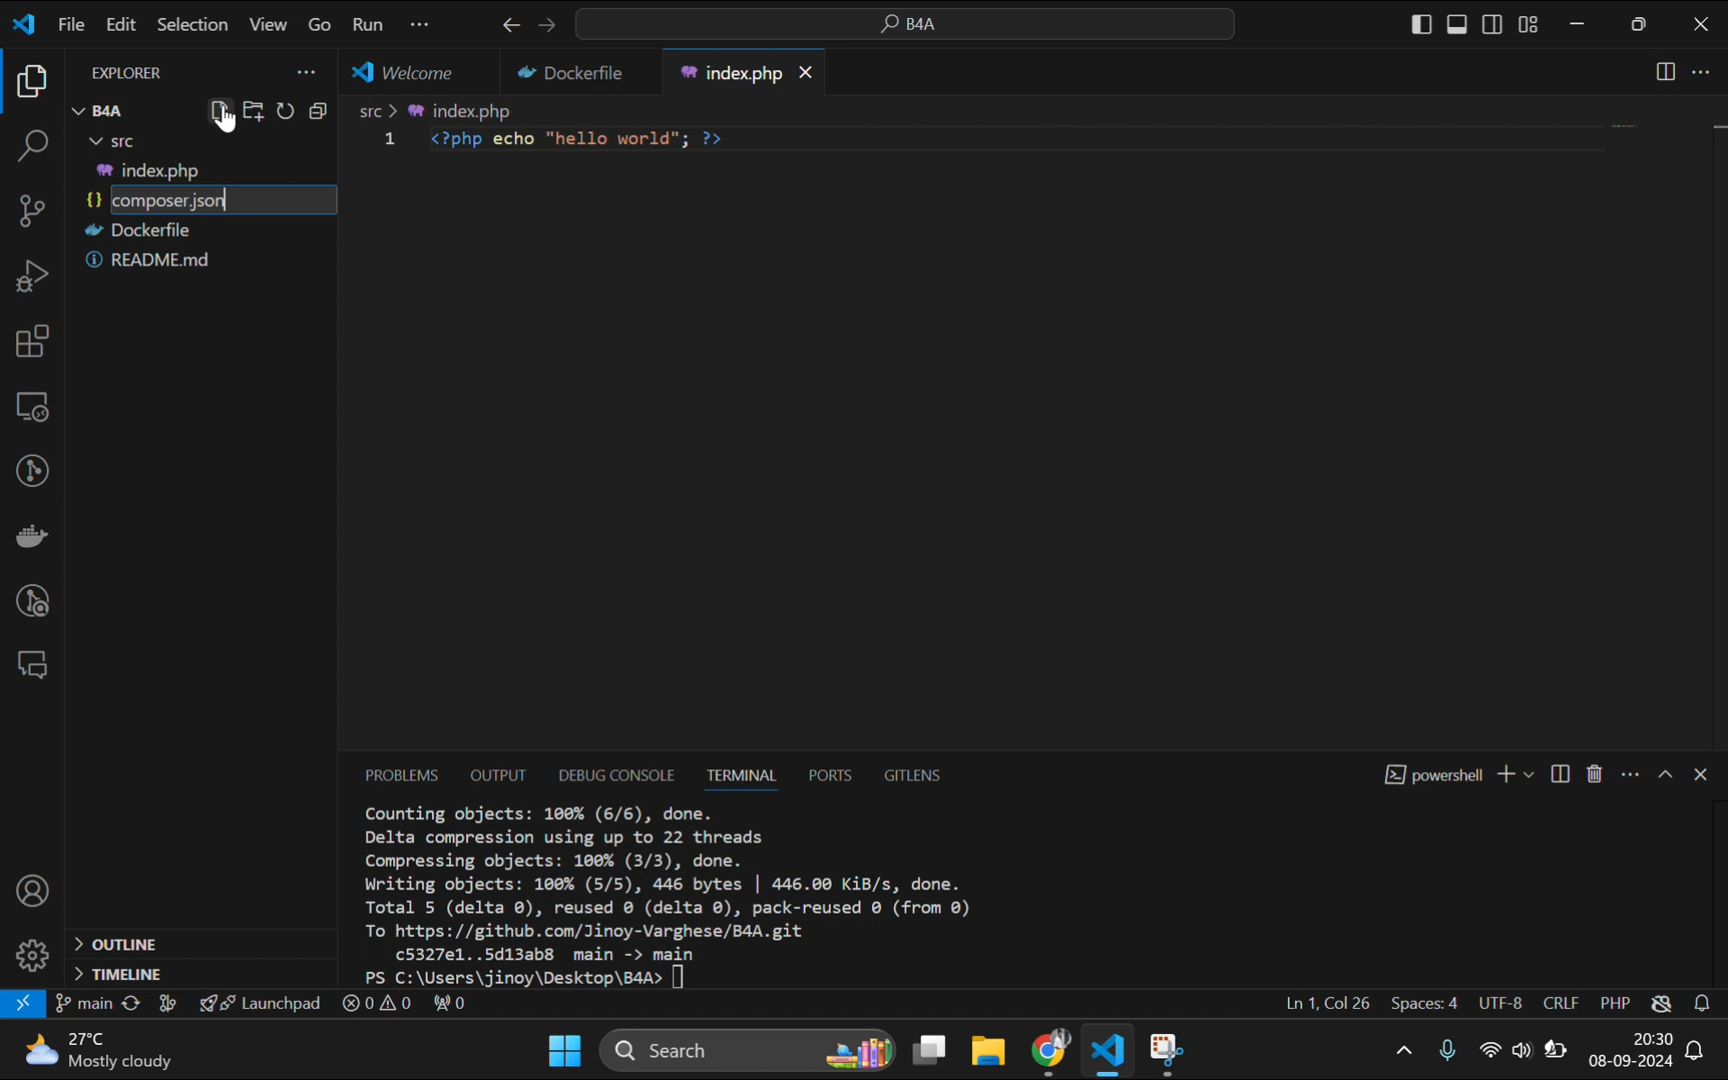 File Edit Selection View Go Run ··· B4A
EXPLORER ···
B4A
src
index.php
composer.json
Dockerfile
README.md
OUTLINE
TIMELINE
Welcome Dockerfile index.php
src > index.php
1 <?php echo "hello world"; ?>
PROBLEMS OUTPUT DEBUG CONSOLE TERMINAL PORTS GITLENS powershell
Counting objects: 100% (6/6), done.
Delta compression using up to 22 threads
Compressing objects: 100% (3/3), done.
Writing objects: 100% (5/5), 446 bytes | 446.00 KiB/s, done.
Total 5 (delta 0), reused 0 (delta 0), pack-reused 0 (from 0)
To https://github.com/Jinoy-Varghese/B4A.git
c5327e1..5d13ab8 main -> main
PS C:\Users\jinoy\Desktop\B4A>
main Launchpad 0 0 0 Ln 1, Col 26 Spaces: 4 UTF-8 CRLF PHP
27°C
Mostly cloudy
Search
20:30
08-09-2024